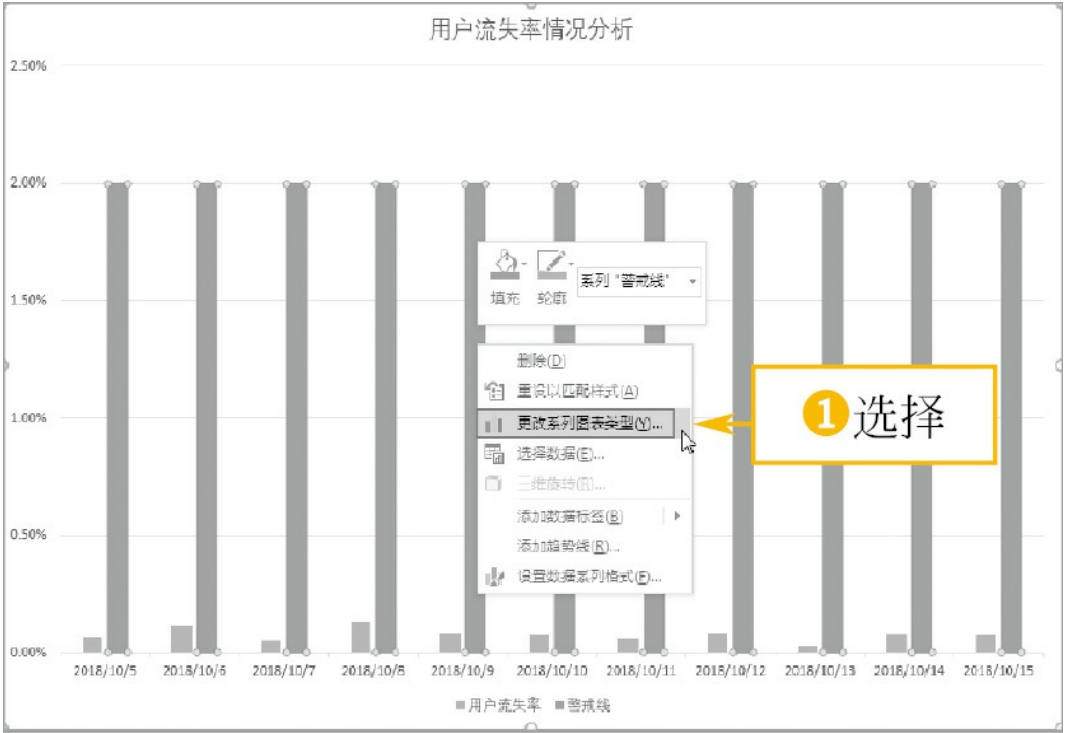 用户流失率情况分析
2.50%
2.00%
填充 轮廓 系列 "警戒线"
1.50%
删除(D)
重设以匹配样式(A)
1.00%
更改系列图表类型(Y)...
❶选择
选择数据(E)...
三维旋转(R)...
添加数据标签(B)
0.50%
添加趋势线(R)...
设置数据系列格式(F)...
0.00%
2018/10/5 2018/10/6 2018/10/7 2018/10/8 2018/10/9 2018/10/10 2018/10/11 2018/10/12 2018/10/13 2018/10/14 2018/10/15
用户流失率 警戒线